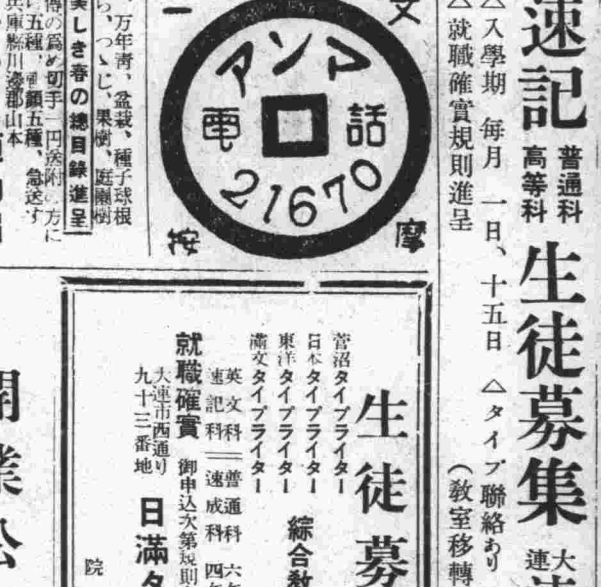 速記 普通科 高等科 生徒募集 大連
△入學期 毎月 一日、十五日 △タイプ聯絡あり
△就職確實規則進呈 (教室移轉
アンマ
電話
21670
按摩
、万年靑、盆栽、種子球根
ら、つゝじ、果樹、庭園樹
美しき春の總目錄進呈
の爲め切手一円送附の方に
五種、 顔五種、急送す
兵庫縣川邊郡山本
生徒募
菅沼タイプライター
日本タイプライター
東洋タイプライター
滿文タイプライター
綜合敎
英文科 普通科
速記科 速成科
就職確實 御申込次第規則
大連市西通り
九十三番地
日滿
院
開業